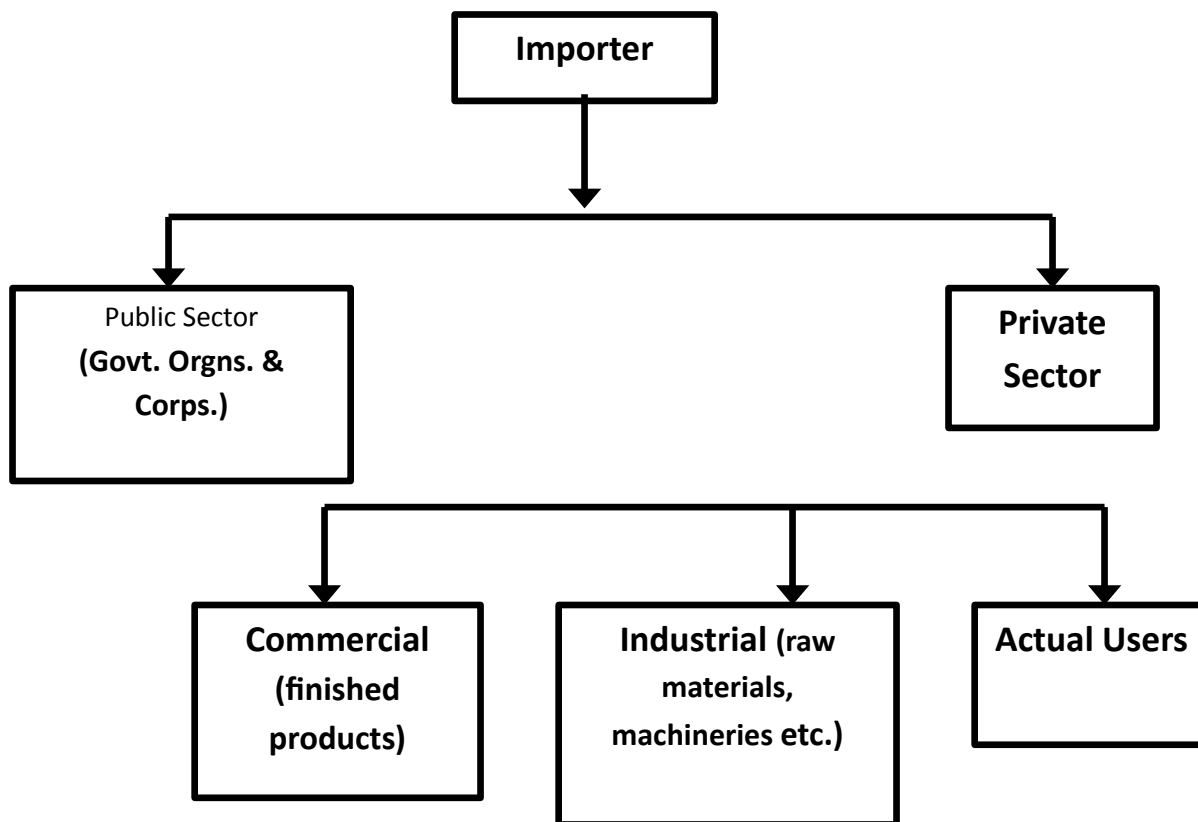 Importer
Public Sector
(Govt. Orgns. &
Corps.)
Private
Sector
Commercial
(finished
products)
Industrial (raw
materials,
machineries etc.)
Actual Users